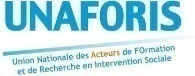 UNAFORIS
Union Nationale des Acteurs de FOrmation
et de Recherche en Intervention Sociale